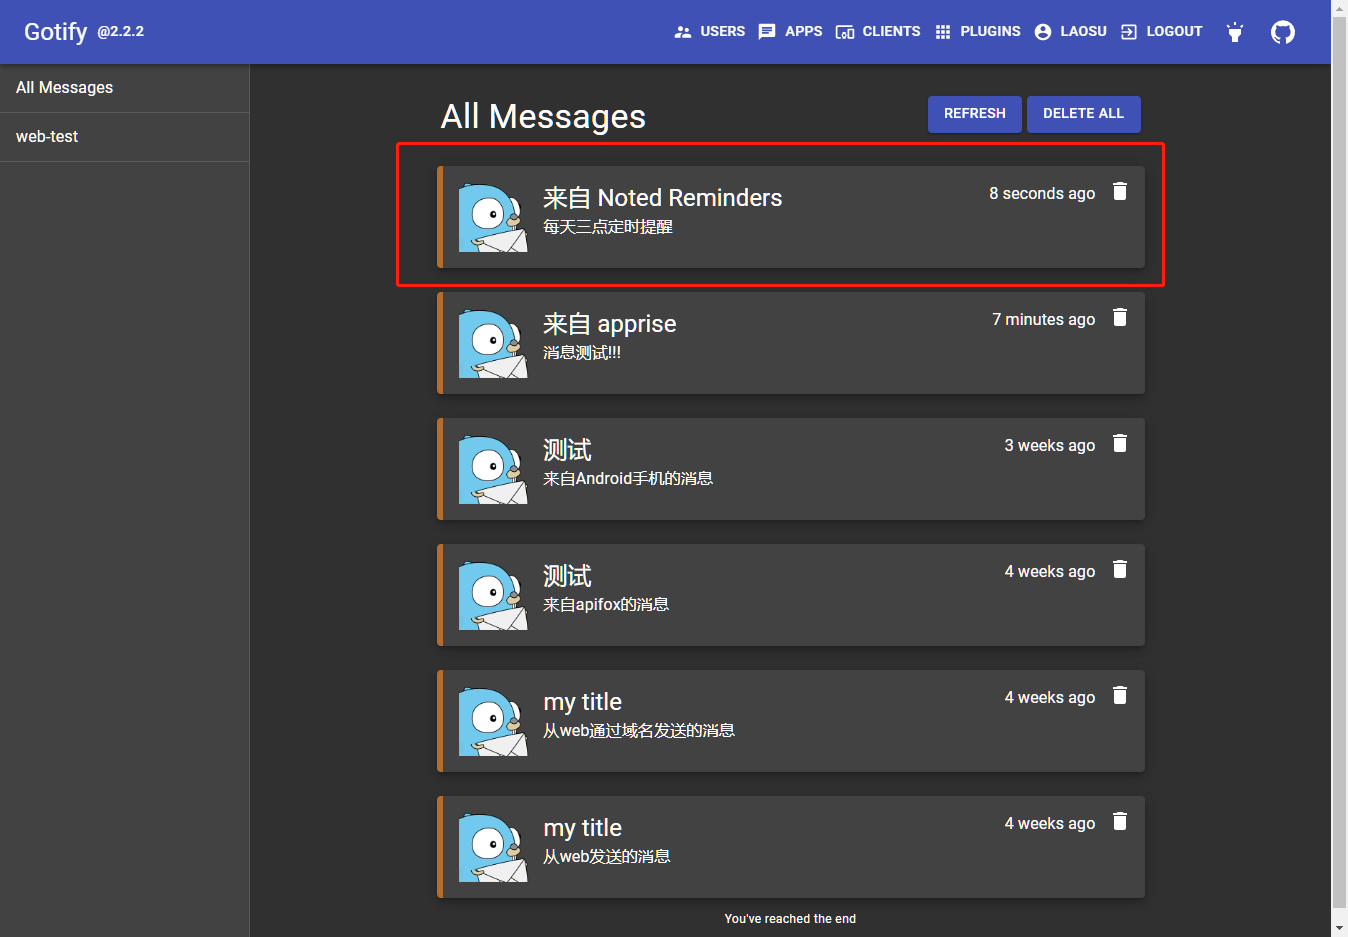 Gotify @2.2.2
USERS APPS CLIENTS PLUGINS LAOSU LOGOUT
All Messages
web-test
All Messages
REFRESH DELETE ALL
来自 Noted Reminders
8 seconds ago
每天三点定时提醒
来自 apprise
7 minutes ago
消息测试!!!
测试
3 weeks ago
来自Android手机的消息
测试
4 weeks ago
来自apifox的消息
my title
4 weeks ago
从web通过域名发送的消息
my title
4 weeks ago
从web发送的消息
You've reached the end